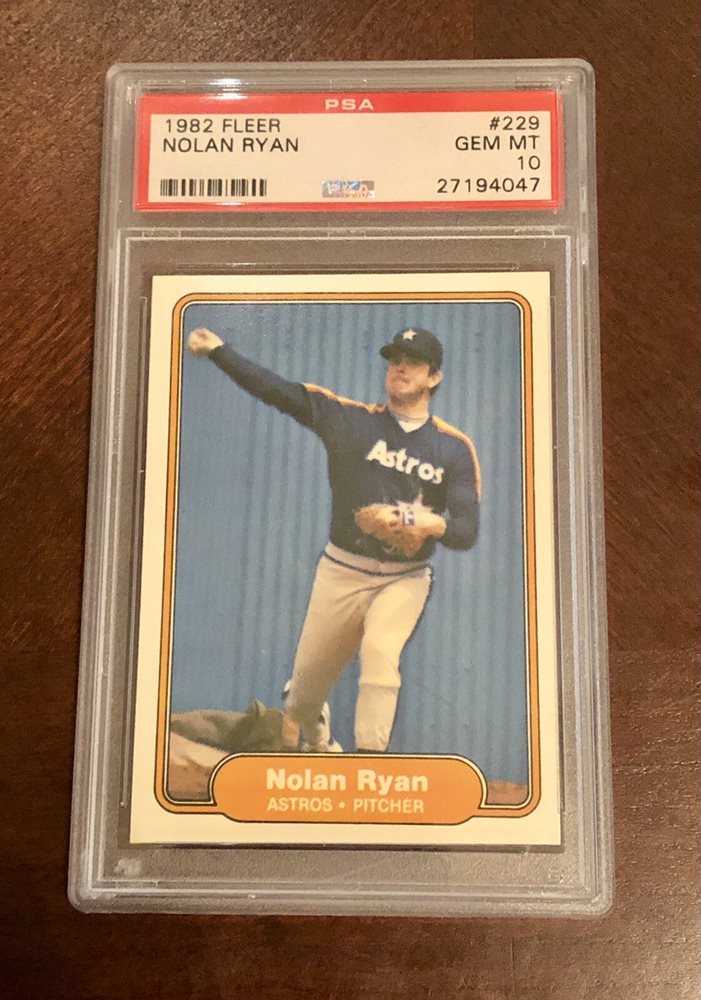 PSA
1982 FLEER #229
NOLAN RYAN GEM MT
10
27194047
Astros
Nolan Ryan
ASTROS • PITCHER